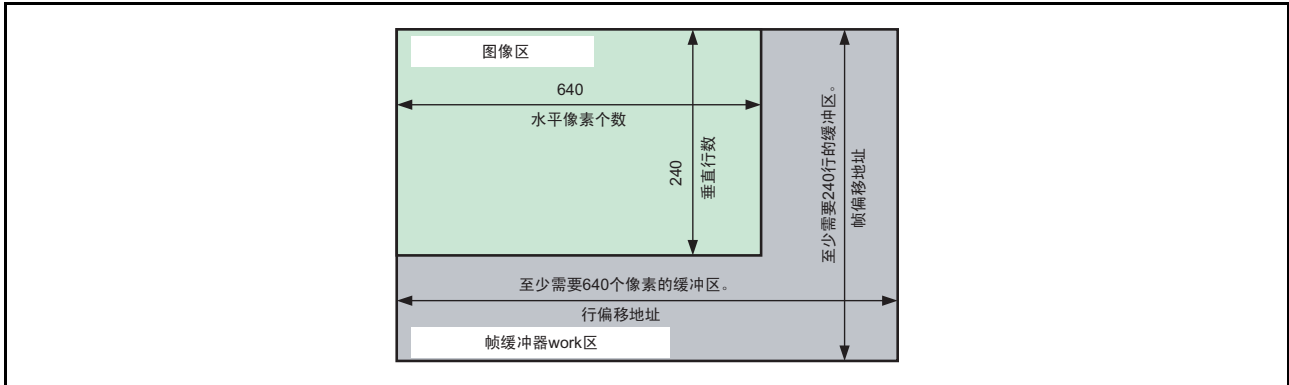 图像区
640
水平像素个数
240
垂直行数
至少需要240行的缓冲区。
帧偏移地址
至少需要640个像素的缓冲区。
行偏移地址
帧缓冲器work区